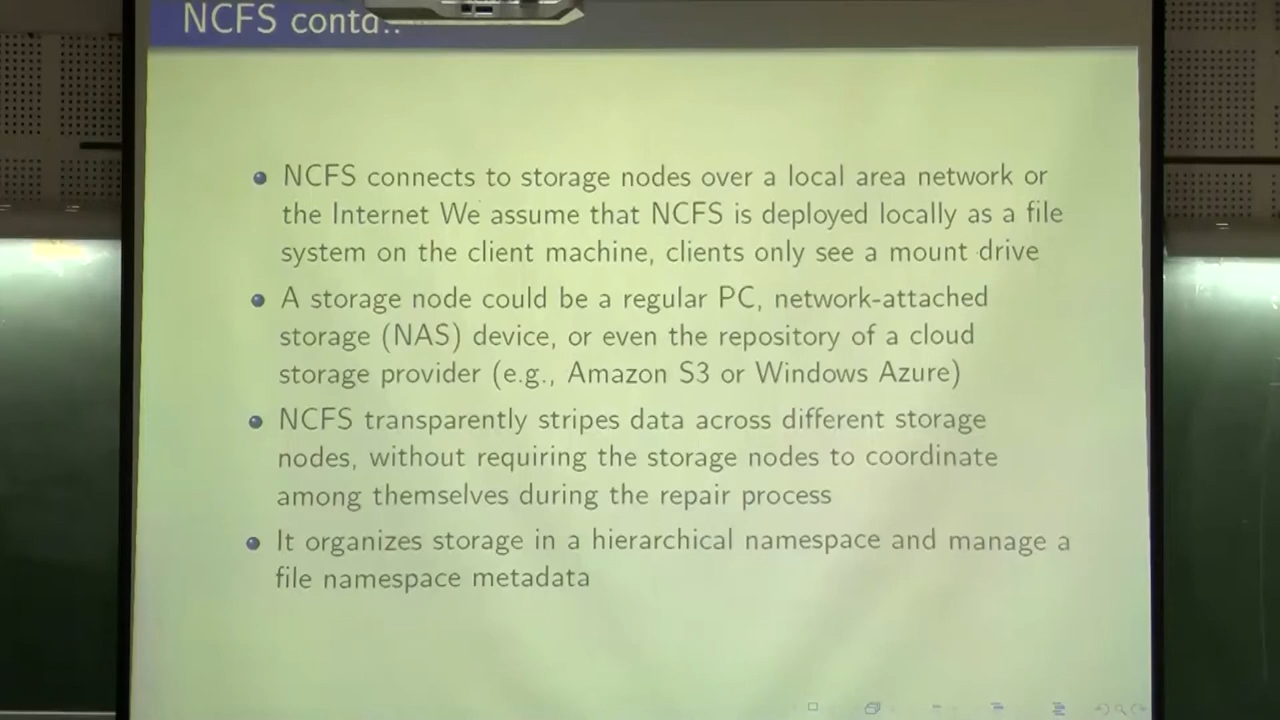 NCFS contd..
NCFS connects to storage nodes over a local area network or
the Internet We assume that NCFS is deployed locally as a file
system on the client machine, clients only see a mount drive
A storage node could be a regular PC, network-attached
storage (NAS) device, or even the repository of a cloud
storage provider (e.g., Amazon S3 or Windows Azure)
NCFS transparently stripes data across different storage
nodes, without requiring the storage nodes to coordinate
among themselves during the repair process
It organizes storage in a hierarchical namespace and manage a
file namespace metadata